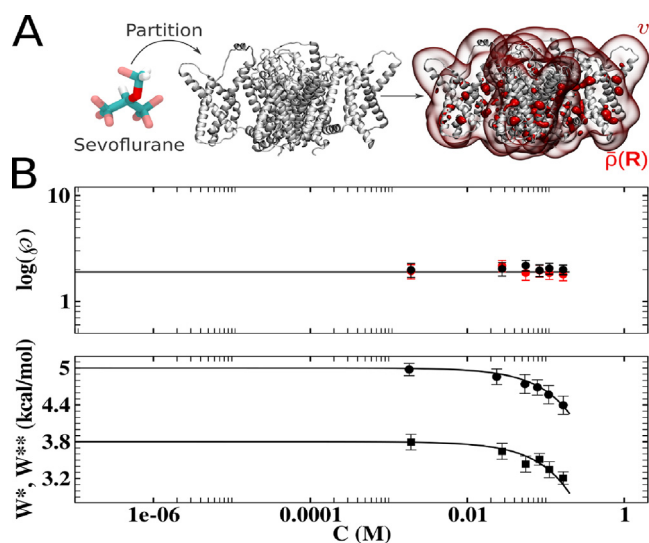 A
Partition
Sevoflurane
v
ρ̄(R)
B
log(℘)
10
1
W*, W** (kcal/mol)
5
4.4
3.8
3.2
1e-06
0.0001
0.01
1
C (M)